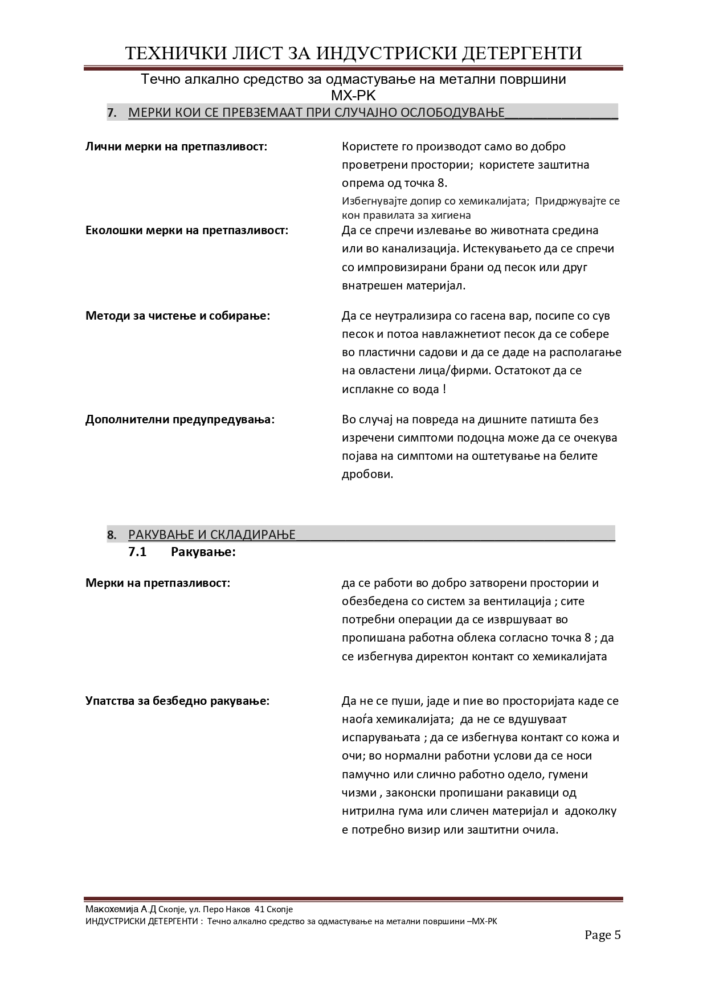 ТЕХНИЧКИ ЛИСТ ЗА ИНДУСТРИСКИ ДЕТЕРГЕНТИ
Течно алкално средство за одмастување на метални површини
MX-PK
7. МЕРКИ КОИ СЕ ПРЕВЗЕМААТ ПРИ СЛУЧАЈНО ОСЛОБОДУВАЊЕ
Лични мерки на претпазливост:
Користете го производот само во добро
проветрени простории;  користете заштитна
опрема од точка 8.
Избегнувајте допир со хемикалијата;  Придржувајте се
кон правилата за хигиена
Еколошки мерки на претпазливост:
Да се спречи излевање во животната средина
или во канализација. Истекувањето да се спречи
со импровизирани брани од песок или друг
внатрешен материјал.
Методи за чистење и собирање:
Да се неутрализира со гасена вар, посипе со сув
песок и потоа навлажнетиот песок да се собере
во пластични садови и да се даде на располагање
на овластени лица/фирми. Остатокот да се
исплакне со вода !
Дополнителни предупредувања:
Во случај на повреда на дишните патишта без
изречени симптоми подоцна може да се очекува
појава на симптоми на оштетување на белите
дробови.
8. РАКУВАЊЕ И СКЛАДИРАЊЕ
7.1 Ракување:
Мерки на претпазливост:
да се работи во добро затворени простории и
обезбедена со систем за вентилација ; сите
потребни операции да се извршуваат во
пропишана работна облека согласно точка 8 ; да
се избегнува директон контакт со хемикалијата
Упатства за безбедно ракување:
Да не се пуши, јаде и пие во просторијата каде се
наоѓа хемикалијата;  да не се вдушуваат
испарувањата ; да се избегнува контакт со кожа и
очи; во нормални работни услови да се носи
памучно или слично работно одело, гумени
чизми , законски пропишани ракавици од
нитрилна гума или сличен материјал и  адоколку
е потребно визир или заштитни очила.
Макохемија А.Д Скопје, ул. Перо Наков  41 Скопје
ИНДУСТРИСКИ ДЕТЕРГЕНТИ :  Течно алкално средство за одмастување на метални површини –MX-PK
Page 5